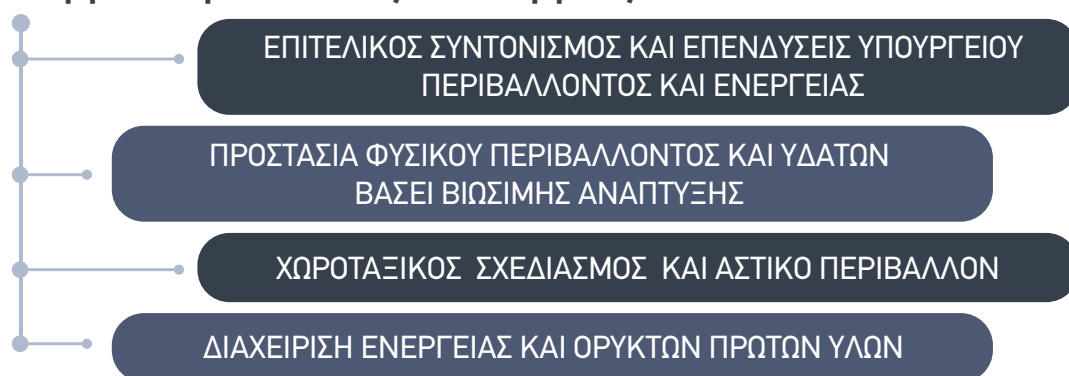 ΕΠΙΤΕΛΙΚΟΣ ΣΥΝΤΟΝΙΣΜΟΣ ΚΑΙ ΕΠΕΝΔΥΣΕΙΣ ΥΠΟΥΡΓΕΙΟΥ
ΠΕΡΙΒΑΛΛΟΝΤΟΣ ΚΑΙ ΕΝΕΡΓΕΙΑΣ
ΠΡΟΣΤΑΣΙΑ ΦΥΣΙΚΟΥ ΠΕΡΙΒΑΛΛΟΝΤΟΣ ΚΑΙ ΥΔΑΤΩΝ
ΒΑΣΕΙ ΒΙΩΣΙΜΗΣ ΑΝΑΠΤΥΞΗΣ
ΧΩΡΟΤΑΞΙΚΟΣ ΣΧΕΔΙΑΣΜΟΣ ΚΑΙ ΑΣΤΙΚΟ ΠΕΡΙΒΑΛΛΟΝ
ΔΙΑΧΕΙΡΙΣΗ ΕΝΕΡΓΕΙΑΣ ΚΑΙ ΟΡΥΚΤΩΝ ΠΡΩΤΩΝ ΥΛΩΝ